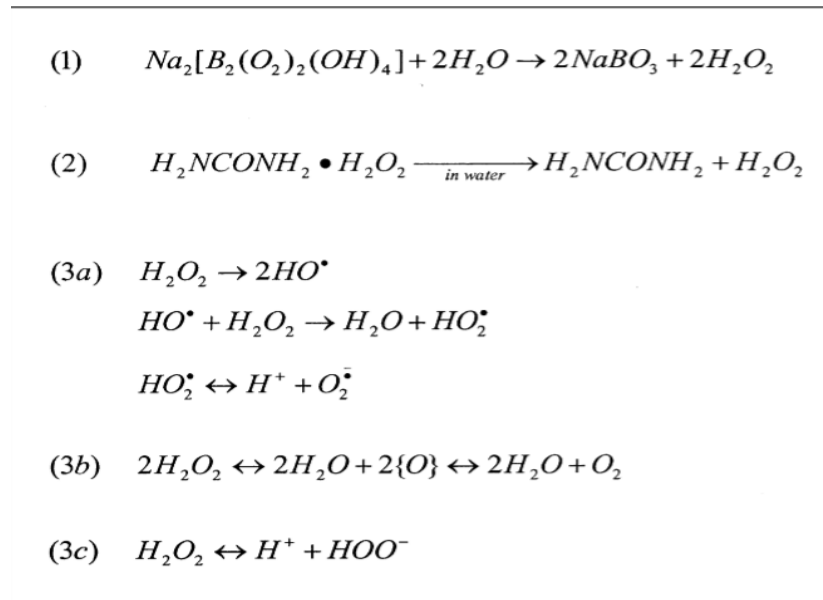 (1) Na₂[B₂(O₂)₂(OH)₄]+2H₂O → 2NaBO₃+2H₂O₂
(2) H₂NCONH₂ • H₂O₂ →in water H₂NCONH₂ + H₂O₂
(3a) H₂O₂ → 2HO•
HO• + H₂O₂ → H₂O + HO₂•
HO₂• ↔ H⁺ + O₂•⁻
(3b) 2H₂O₂ ↔ 2H₂O+2{O} ↔ 2H₂O+O₂
(3c) H₂O₂ ↔ H⁺ + HOO⁻